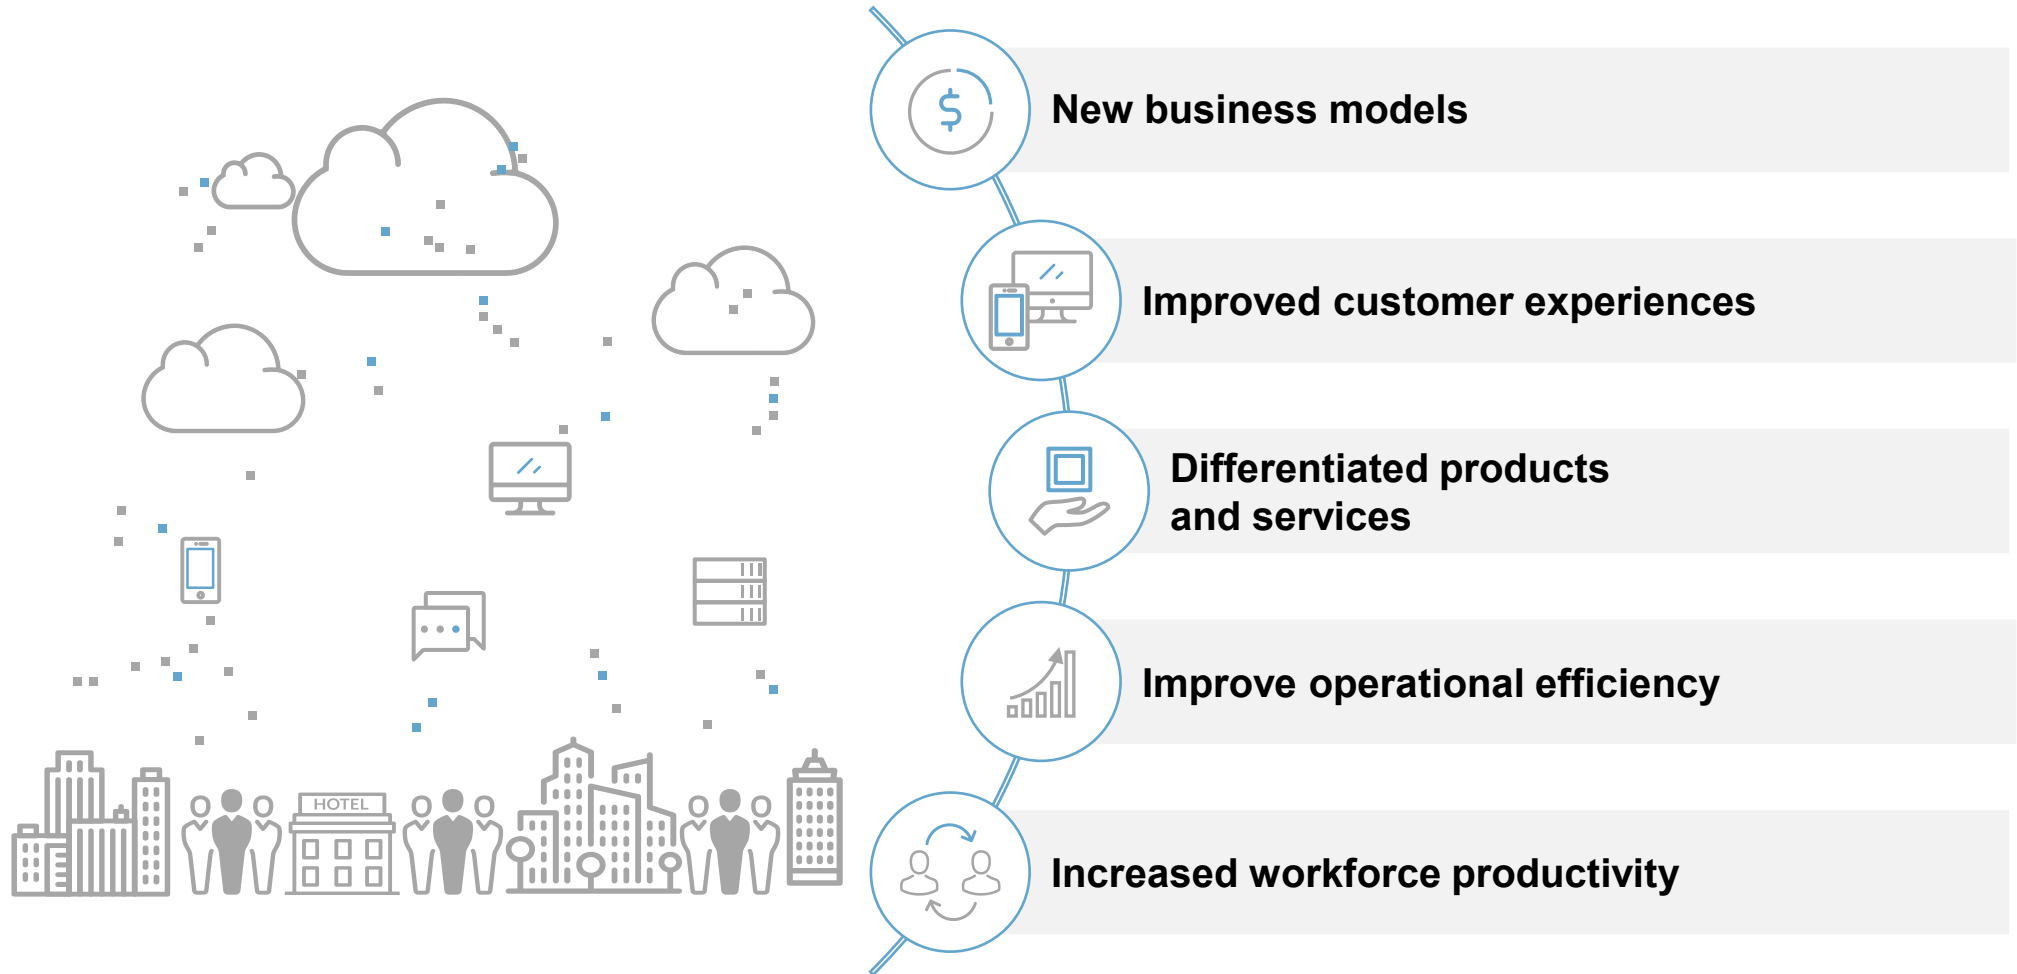 New business models
Improved customer experiences
Differentiated products
and services
Improve operational efficiency
Increased workforce productivity
HOTEL